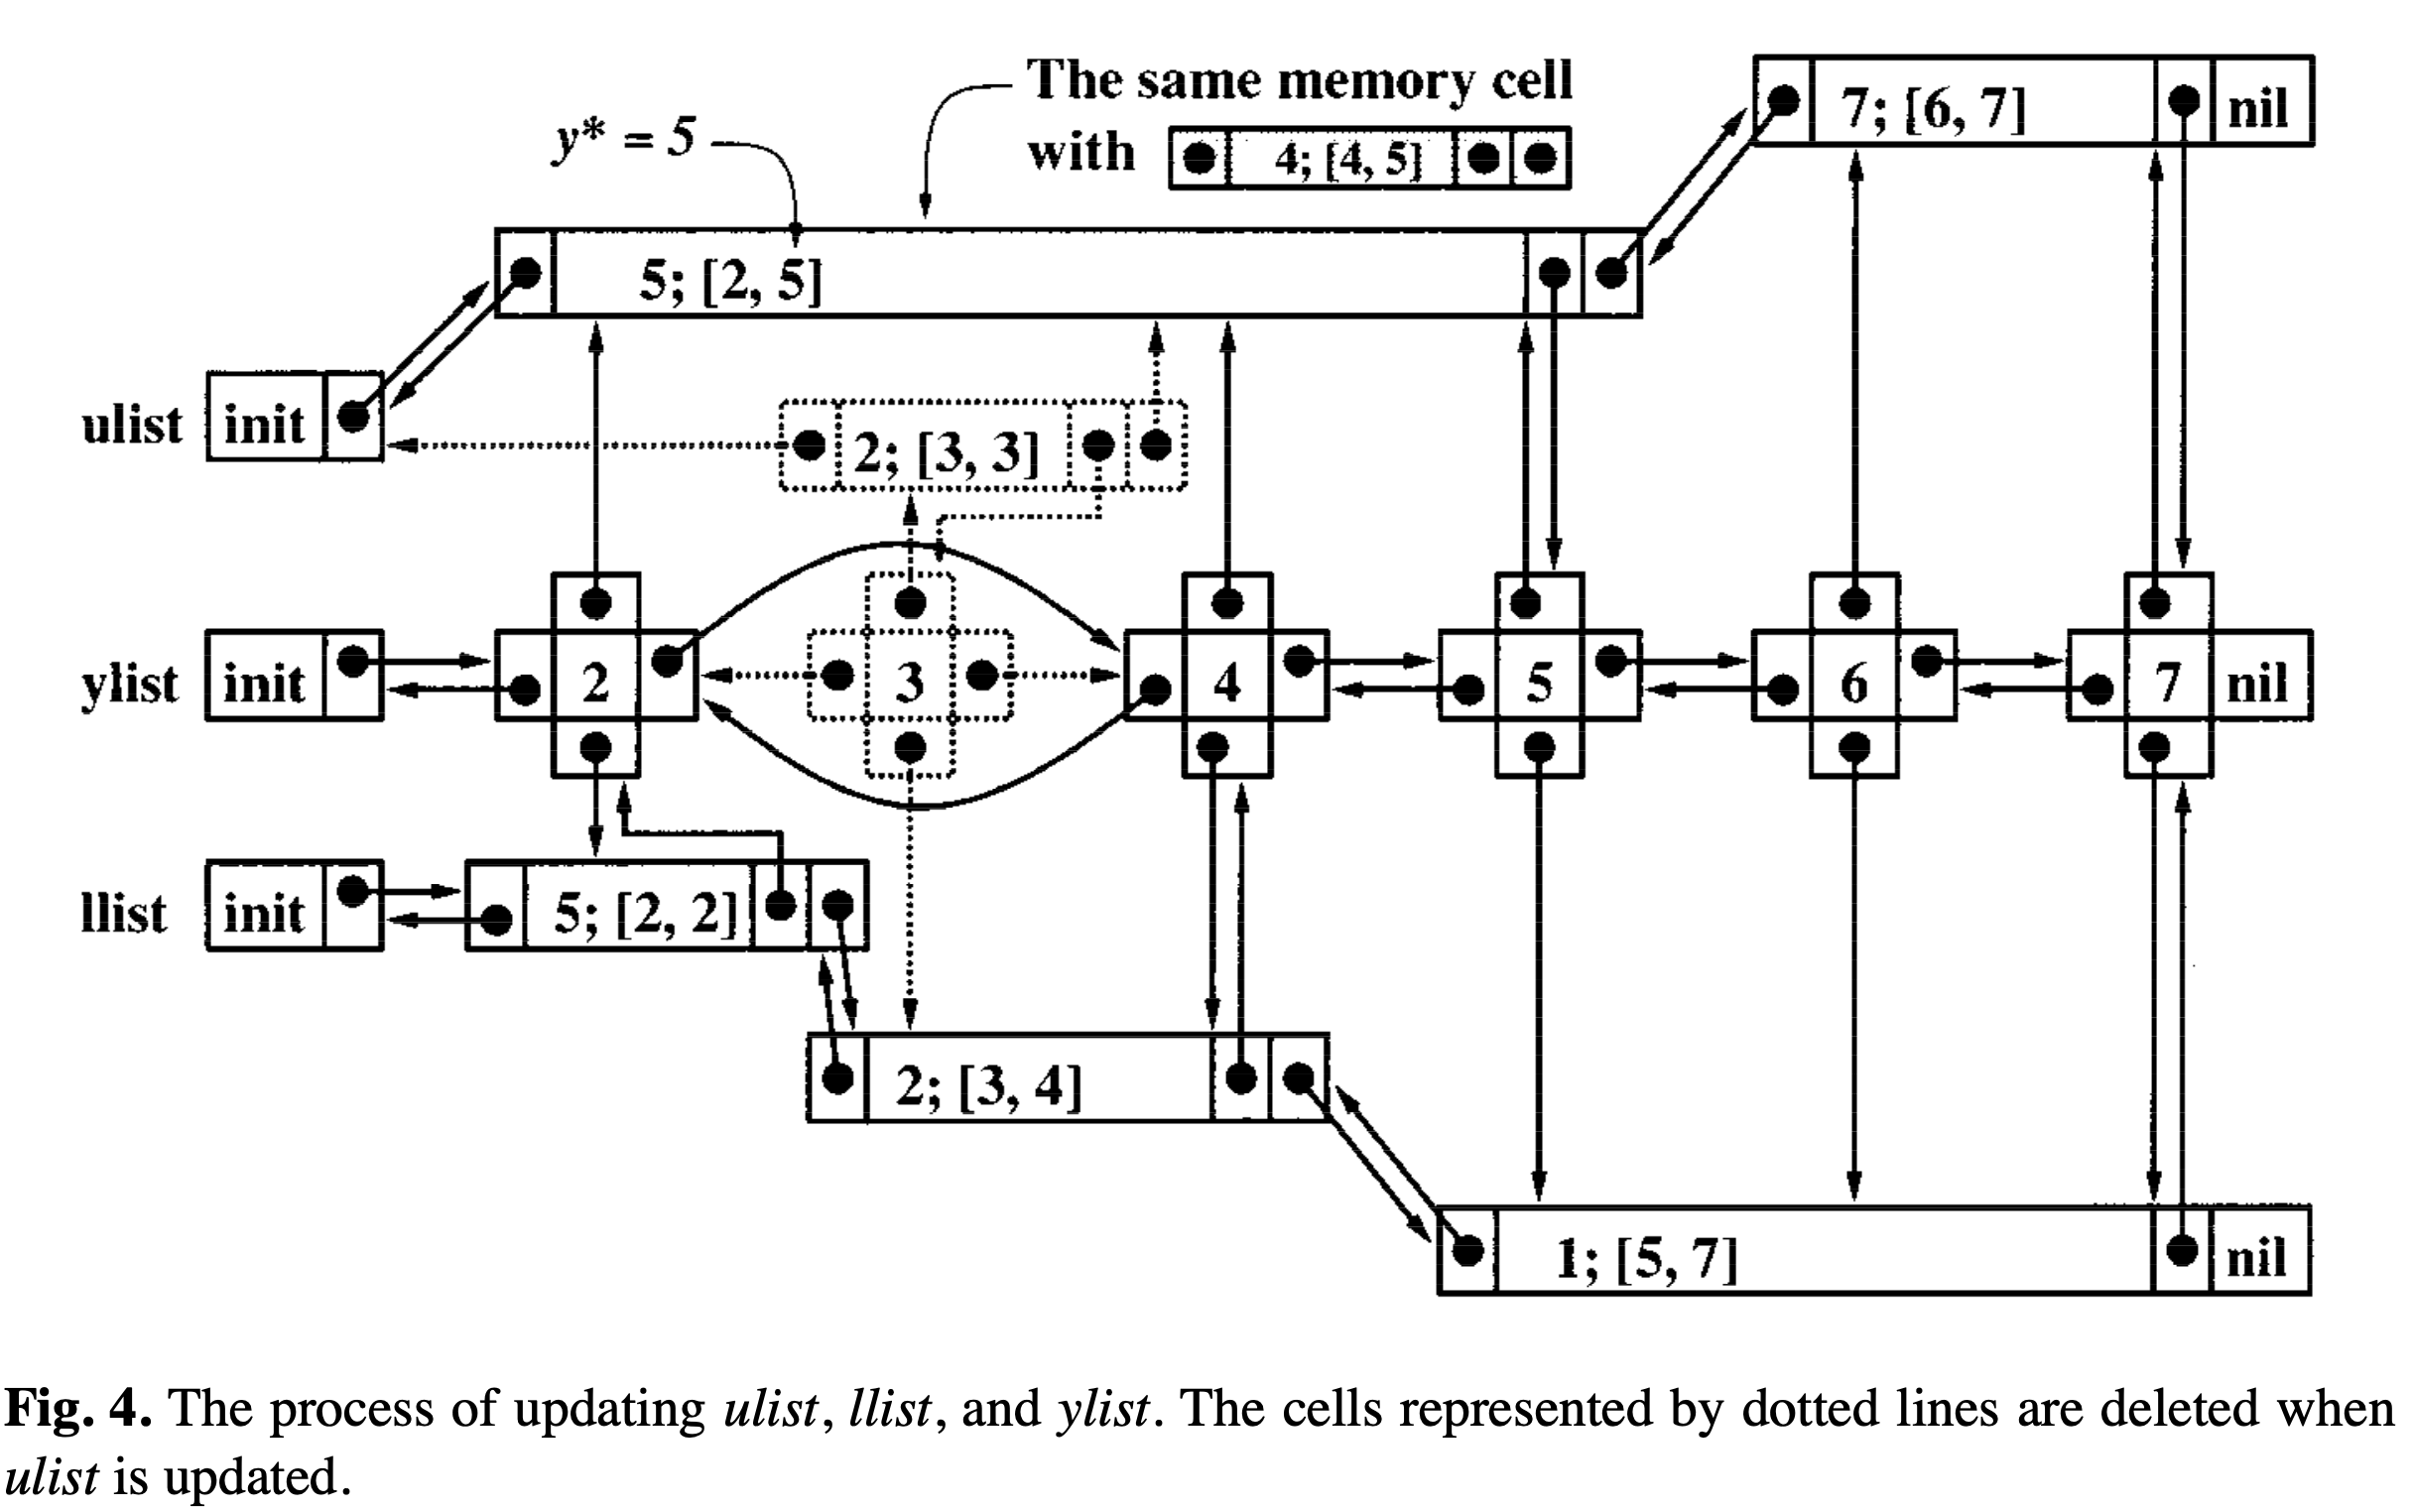 The same memory cell
with 4; [4, 5]
7; [6, 7] nil
y* = 5
5; [2, 5]
ulist init
2; [3, 3]
ylist init 2 3 4 5 6 7 nil
llist init 5; [2, 2]
2; [3, 4]
1; [5, 7] nil
Fig. 4. The process of updating ulist, llist, and ylist. The cells represented by dotted lines are deleted when
ulist is updated.